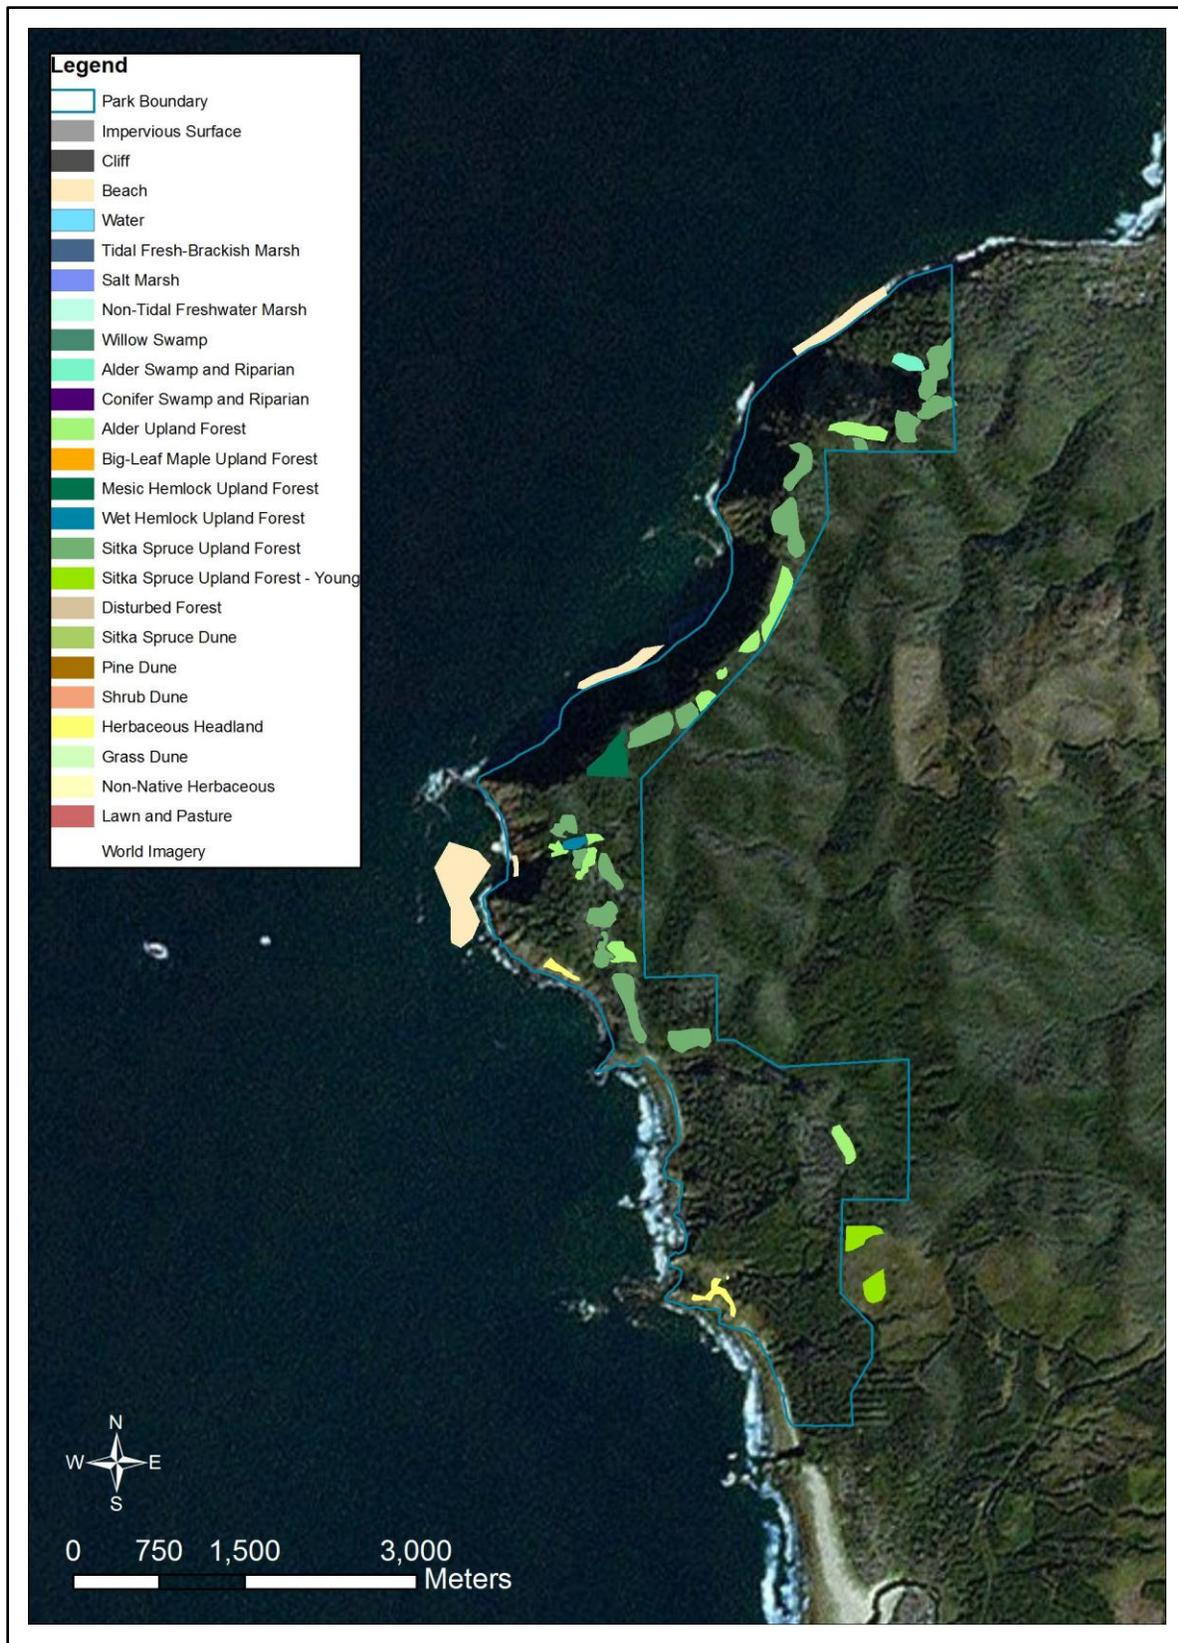 Legend
Park Boundary
Impervious Surface
Cliff
Beach
Water
Tidal Fresh-Brackish Marsh
Salt Marsh
Non-Tidal Freshwater Marsh
Willow Swamp
Alder Swamp and Riparian
Conifer Swamp and Riparian
Alder Upland Forest
Big-Leaf Maple Upland Forest
Mesic Hemlock Upland Forest
Wet Hemlock Upland Forest
Sitka Spruce Upland Forest
Sitka Spruce Upland Forest - Young
Disturbed Forest
Sitka Spruce Dune
Pine Dune
Shrub Dune
Herbaceous Headland
Grass Dune
Non-Native Herbaceous
Lawn and Pasture
World Imagery
N
W E
S
0 750 1,500 3,000
Meters